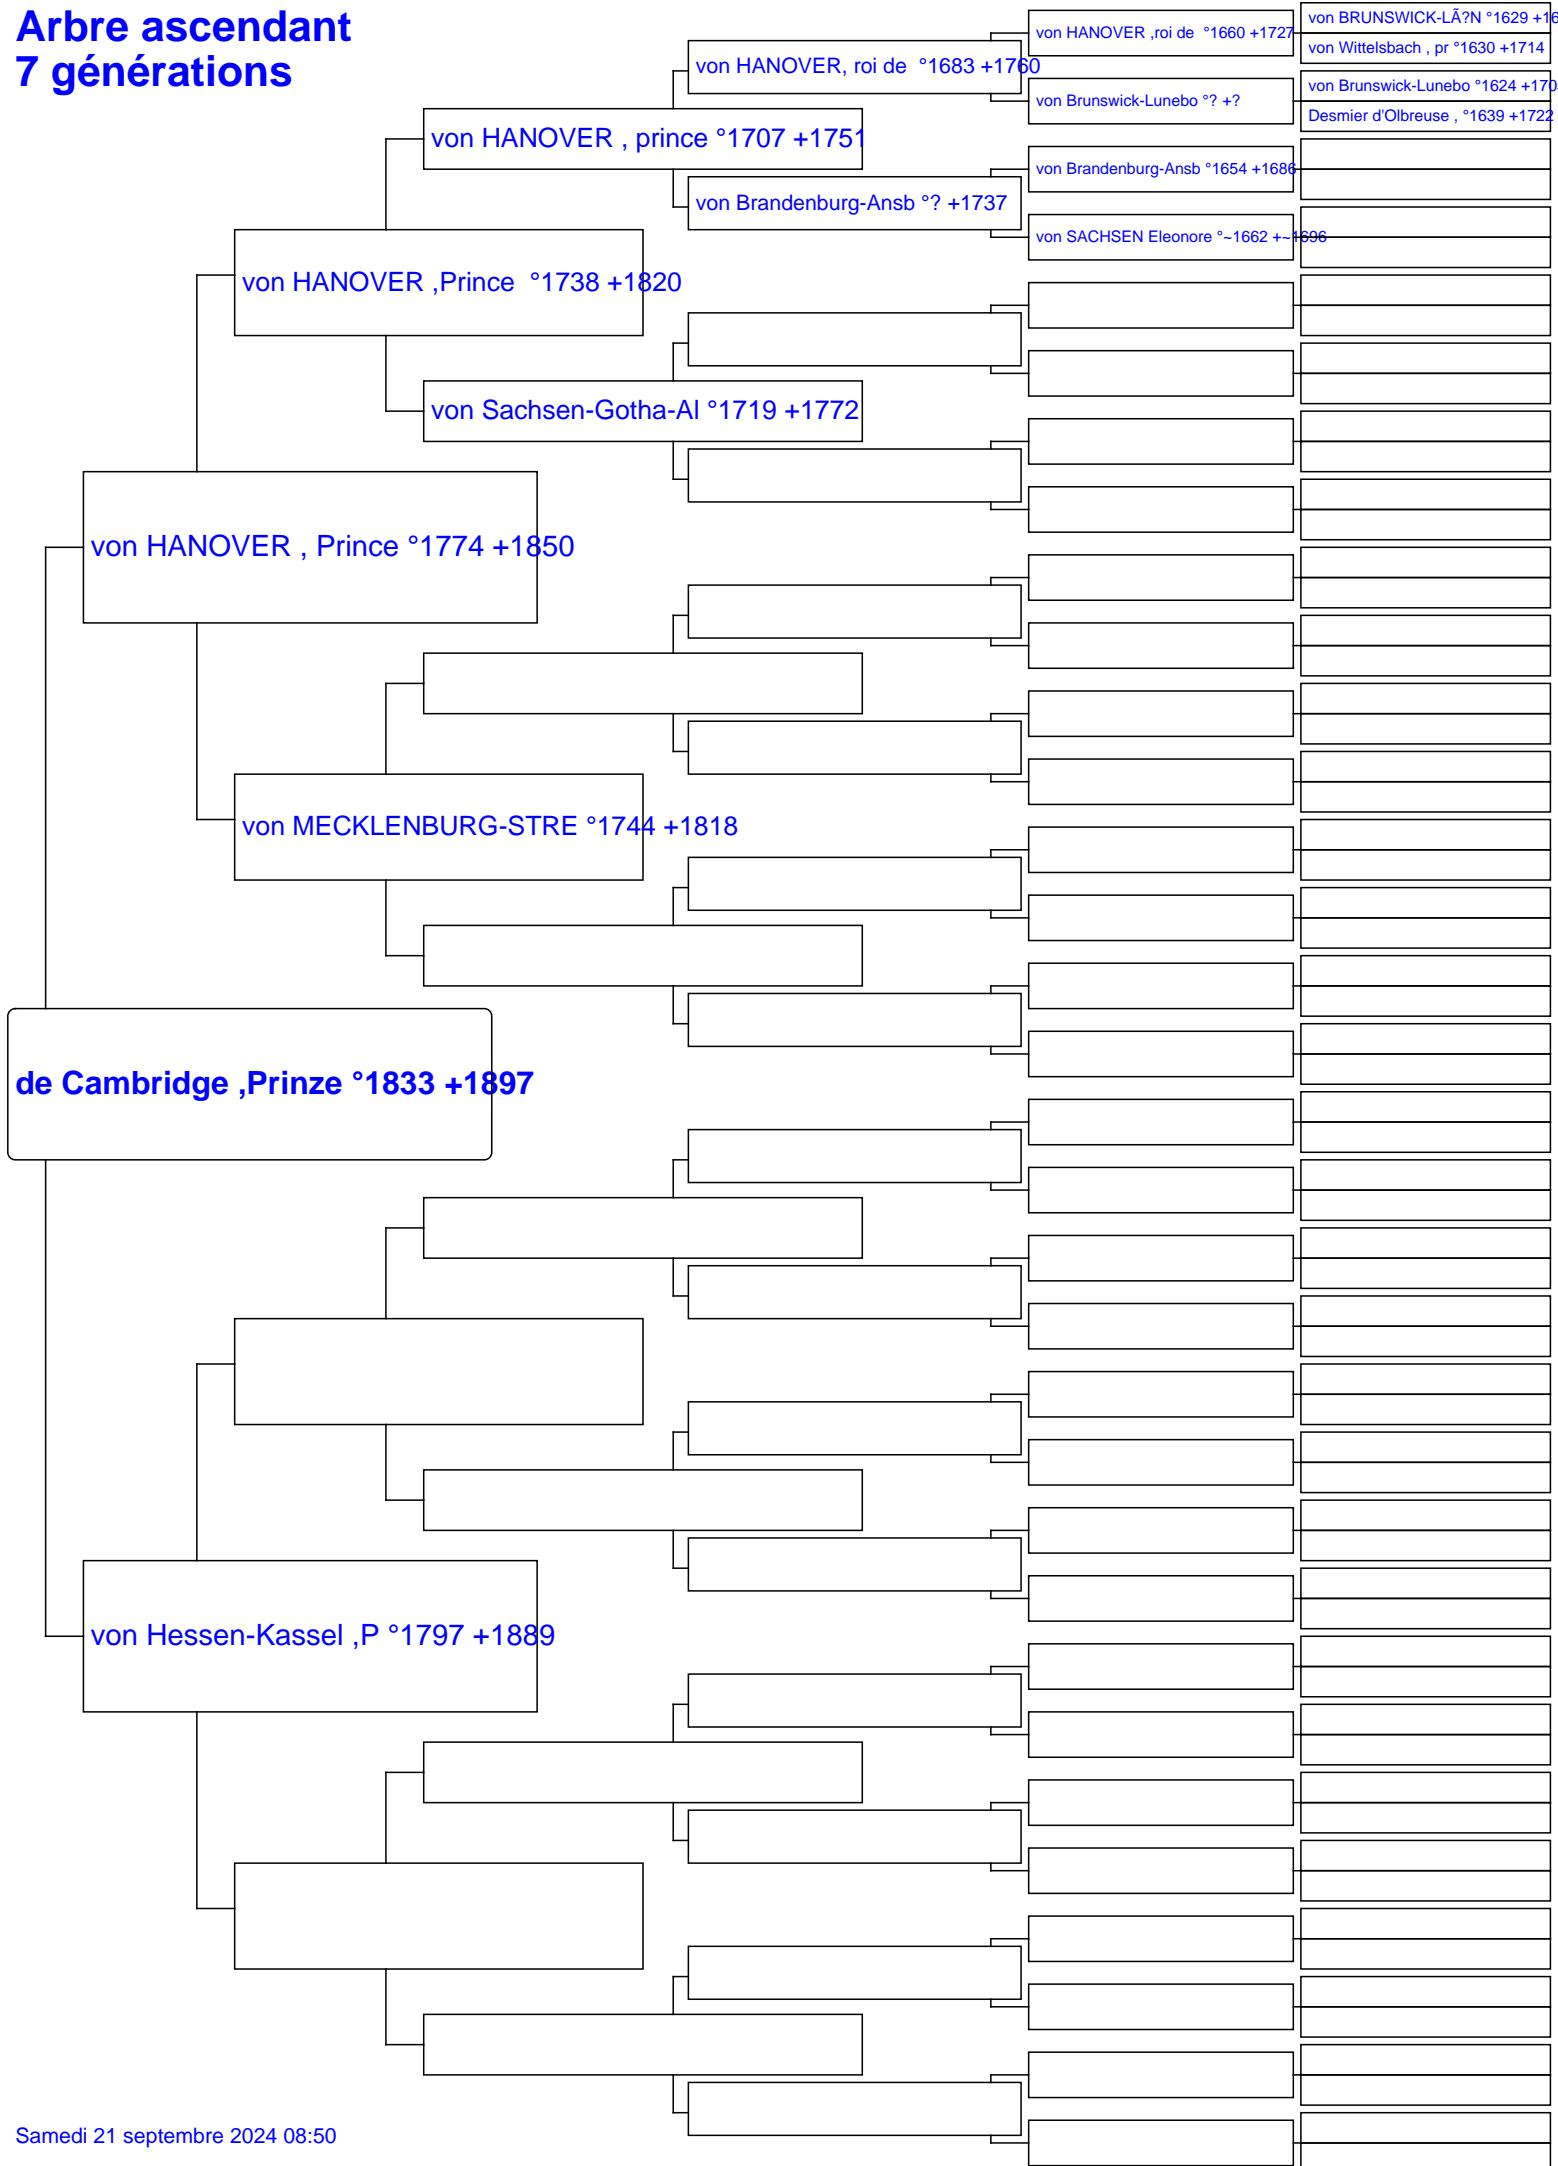 Arbre ascendant
7 générations
von BRUNSWICK-LÃ?N °1629 +16
von HANOVER ,roi de °1660 +1727
von Wittelsbach , pr °1630 +1714
von HANOVER, roi de °1683 +1760
von Brunswick-Lunebo °1624 +170
von Brunswick-Lunebo °? +?
Desmier d'Olbreuse , °1639 +1722
von HANOVER , prince °1707 +1751
von Brandenburg-Ansb °1654 +1686
von Brandenburg-Ansb °? +1737
von SACHSEN Eleonore °~1662 +~1696
von HANOVER ,Prince °1738 +1820
von Sachsen-Gotha-Al °1719 +1772
von HANOVER , Prince °1774 +1850
von MECKLENBURG-STRE °1744 +1818
de Cambridge ,Prinze °1833 +1897
von Hessen-Kassel ,P °1797 +1889
Samedi 21 septembre 2024 08:50